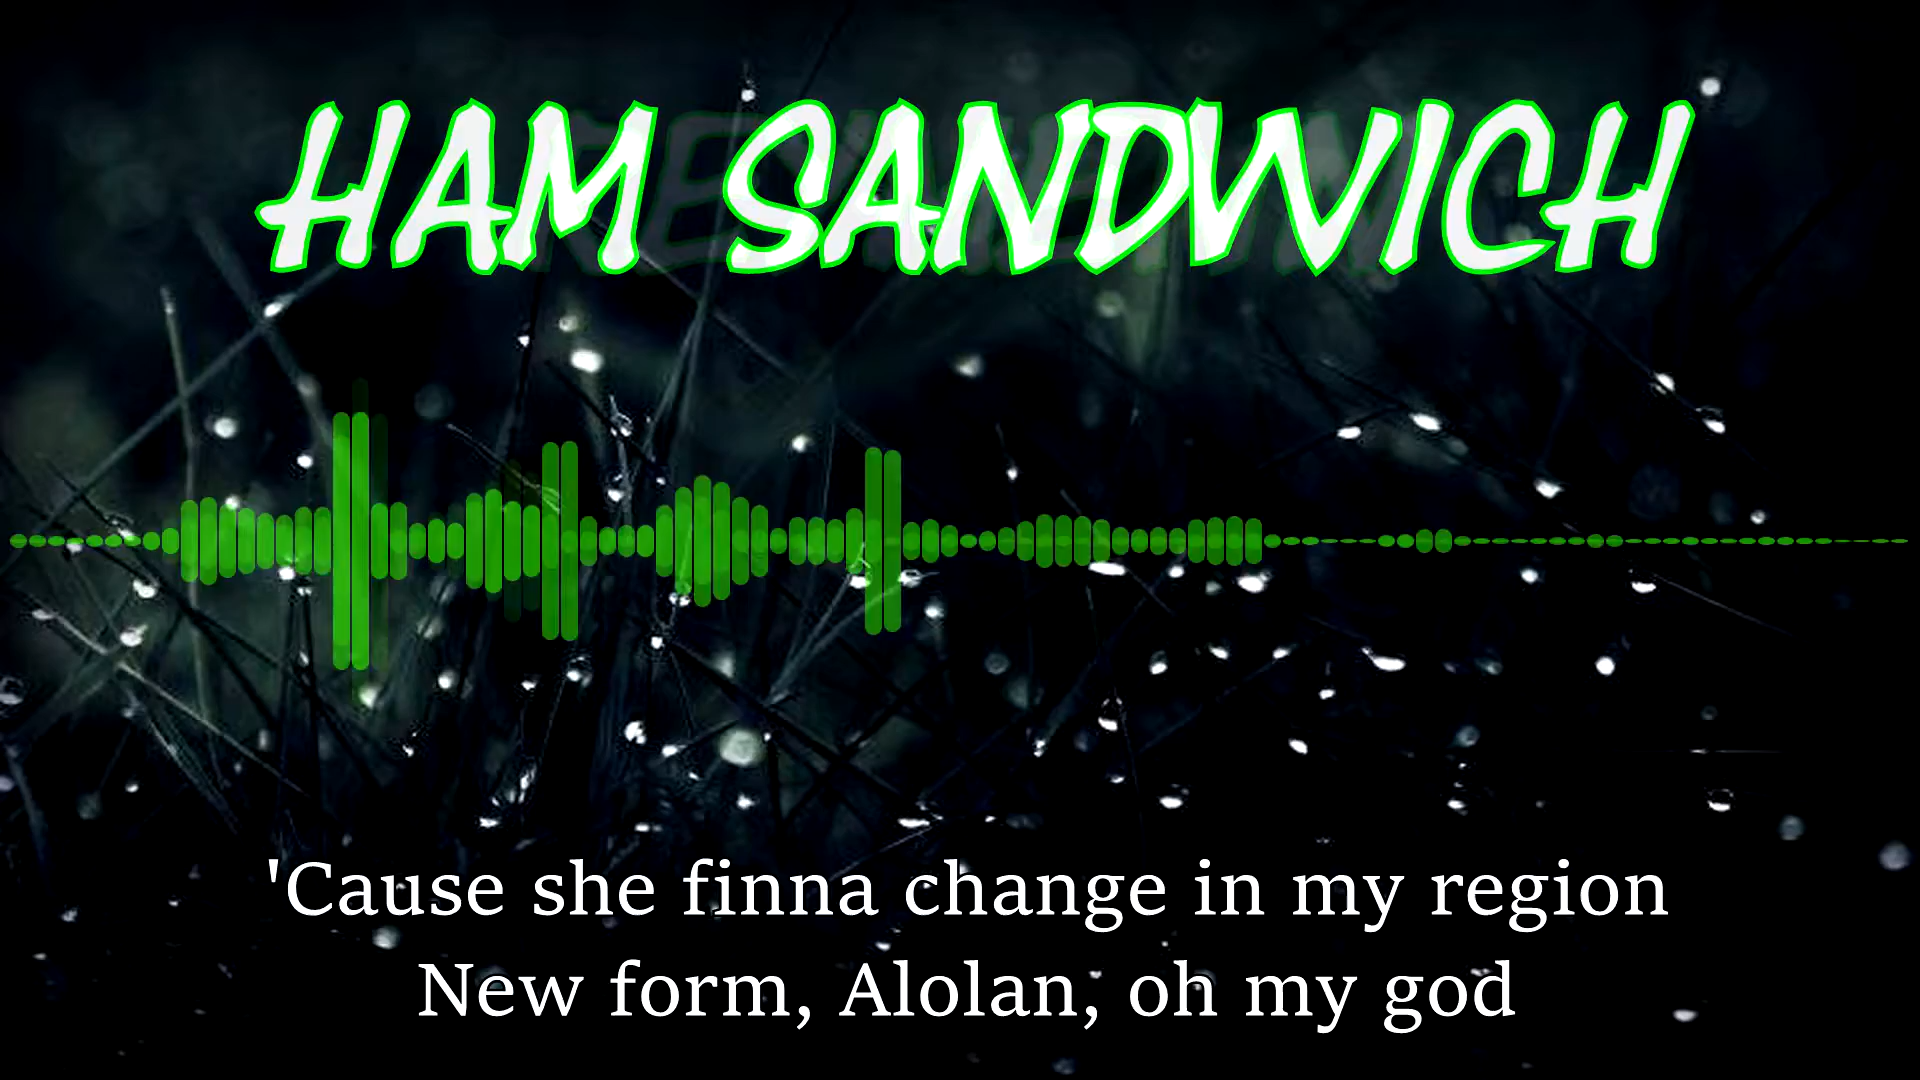 HAM SANDWICH
'Cause she finna change in my region
New form, Alolan, oh my god